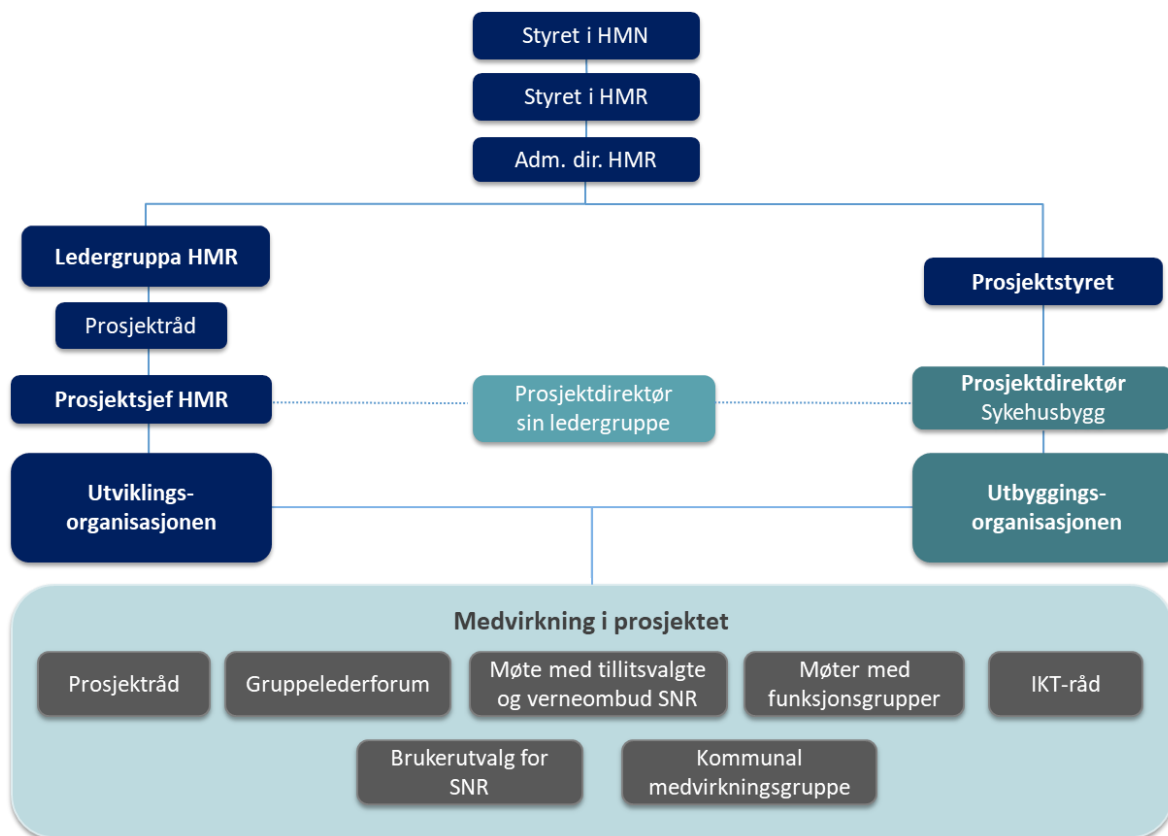 Styret i HMN
Styret i HMR
Adm. dir. HMR
Ledergruppa HMR
Prosjektstyret
Prosjektråd
Prosjektsjef HMR
Prosjektdirektør
sin ledergruppe
Prosjektdirektør
Sykehusbygg
Utviklings-
organisasjonen
Utbyggings-
organisasjonen
Medvirkning i prosjektet
Prosjektråd
Gruppelederforum
Møte med tillitsvalgte
og verneombud SNR
Møter med
funksjonsgrupper
IKT-råd
Brukerutvalg for
SNR
Kommunal
medvirkningsgruppe